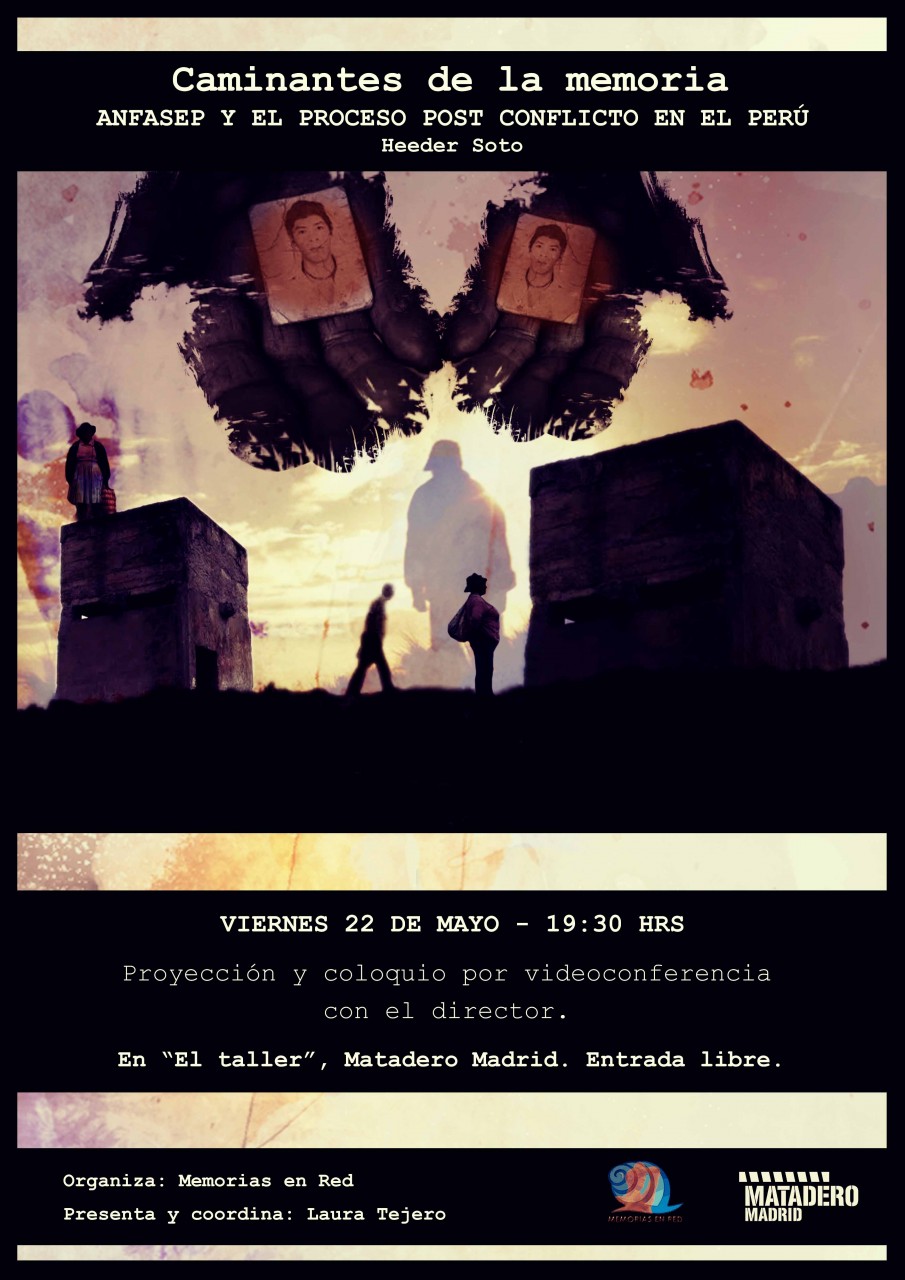 Caminantes de la memoria
ANFASEP Y EL PROCESO POST CONFLICTO EN EL PERÚ
Heeder Soto
VIERNES 22 DE MAYO - 19:30 HRS
Proyección y coloquio por videoconferencia
con el director.
En “El taller”, Matadero Madrid. Entrada libre.
Organiza: Memorias en Red
Presenta y coordina: Laura Tejero
MEMORIAS EN RED
MATADERO
MADRID